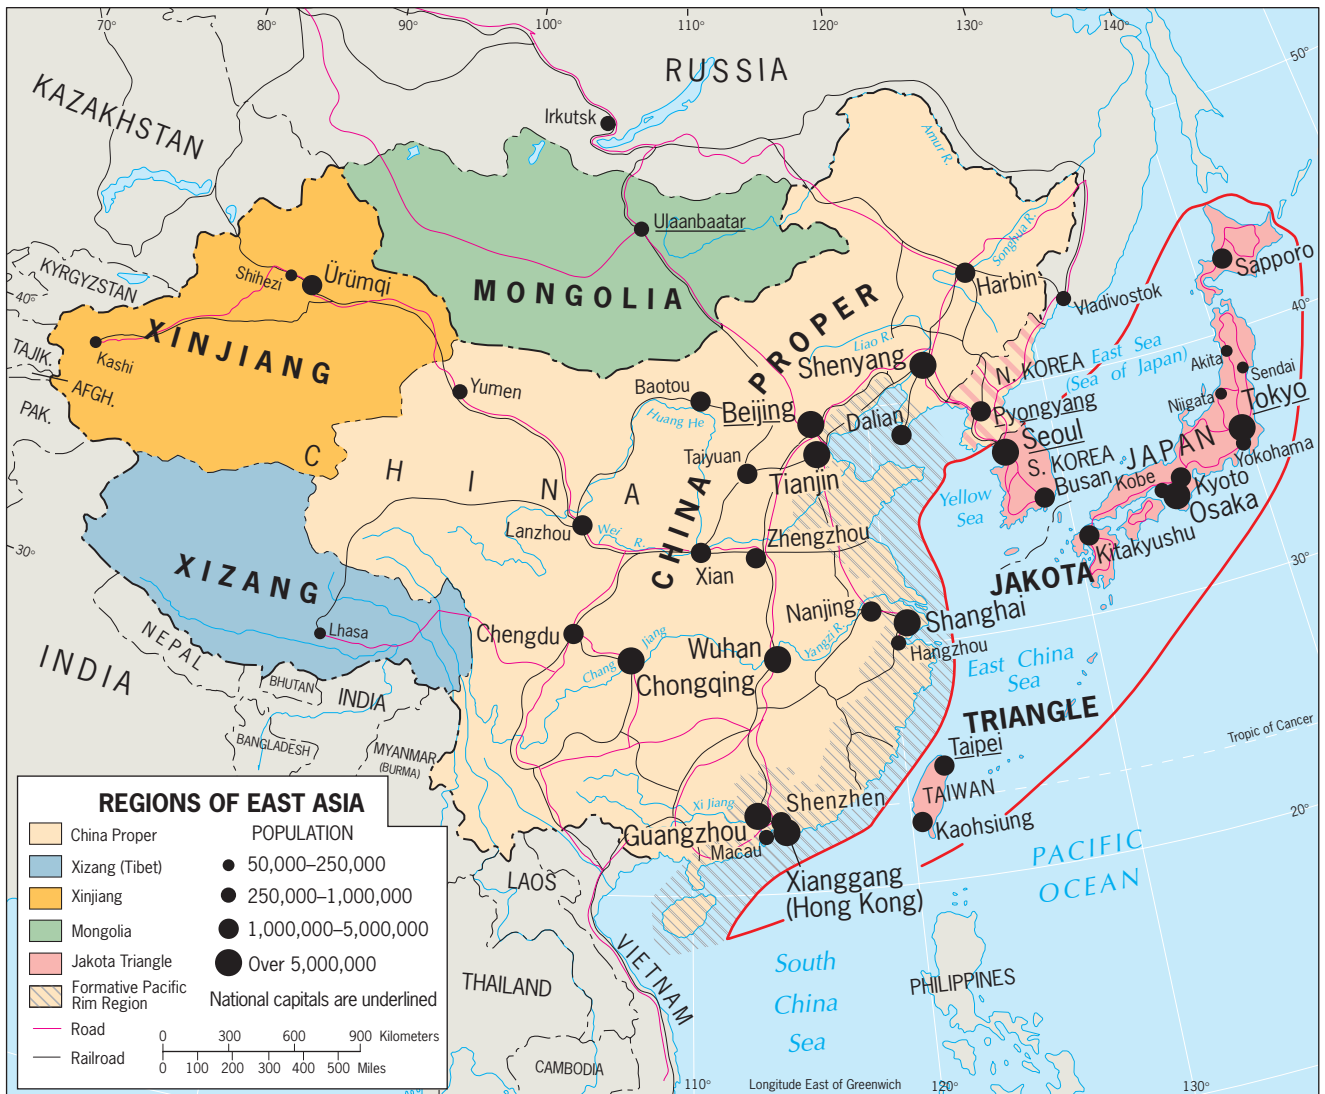 70°
80°
90°
100°
110°
120°
130°
140°
50°
RUSSIA
KAZAKHSTAN
Irkutsk
Amur R.
Ulaanbaatar
Songhua R.
Sapporo
KYRGYZSTAN
Shihezi
Ürümqi
Harbin
MONGOLIA
Vladivostok
40°
40°
XINJIANG
PROPER
Liao R.
East Sea
(Sea of Japan)
TAJIK.
Kashi
Shenyang
N. KOREA
Akita
Sendai
AFGH.
Yumen
Baotou
Huang He
Beijing
Dalian
Pyongyang
Niigata
Tokyo
PAK.
Seoul
JAPAN
Yokohama
CHINA
Taiyuan
Tianjin
S. KOREA
Busan
Kobe
Kyoto
Osaka
Yellow
Sea
Lanzhou
Wei R.
Zhengzhou
CHINA
Xian
Kitakyushu
30°
30°
XIZANG
JAKOTA
Nanjing
Shanghai
Lhasa
Chengdu
Chang Jiang
Wuhan
Yangzi R.
Hangzhou
NEPAL
Chongqing
East China
Sea
INDIA
BHUTAN
INDIA
TRIANGLE
BANGLADESH
MYANMAR
(BURMA)
Taipei
Tropic of Cancer
TAIWAN
Kaohsiung
20°
Xi Jiang
Shenzhen
Guangzhou
Macau
Xianggang
(Hong Kong)
PACIFIC
OCEAN
LAOS
VIETNAM
THAILAND
South
China
Sea
PHILIPPINES
CAMBODIA
110°
Longitude East of Greenwich
120°
130°
REGIONS OF EAST ASIA
China Proper
Xizang (Tibet)
Xinjiang
Mongolia
Jakota Triangle
Formative Pacific
Rim Region
Road
Railroad
POPULATION
50,000–250,000
250,000–1,000,000
1,000,000–5,000,000
Over 5,000,000
National capitals are underlined
0 300 600 900 Kilometers
0 100 200 300 400 500 Miles